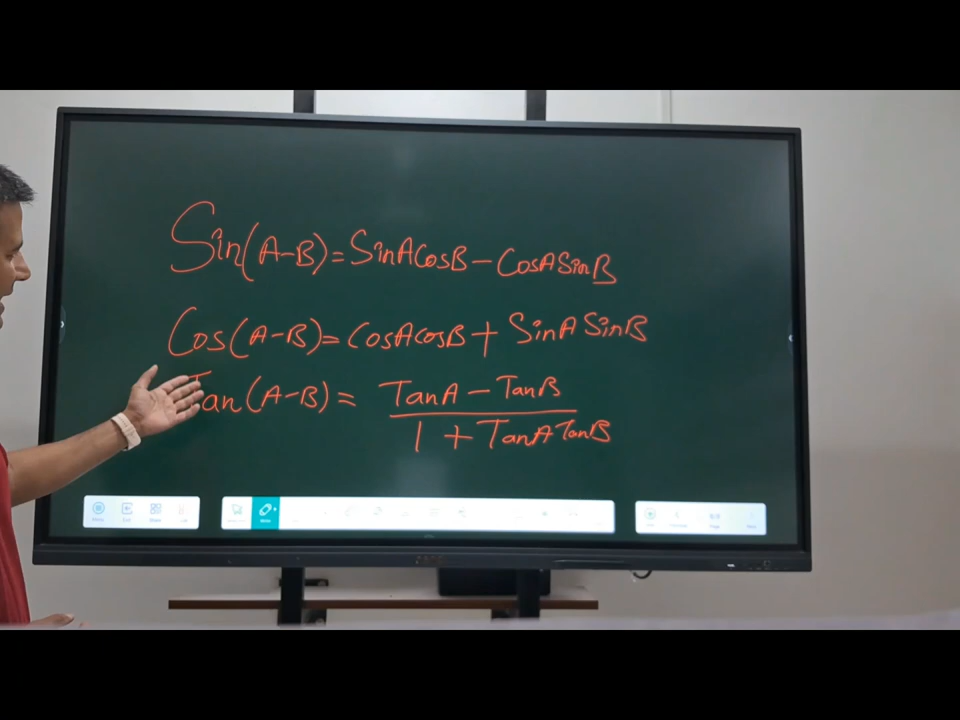 Sin(A-B)=SinACosB-CosASinB
Cos(A-B)=CosACosB+SinASinB
Tan(A-B)=
TanA-TanB
1+TanATanB